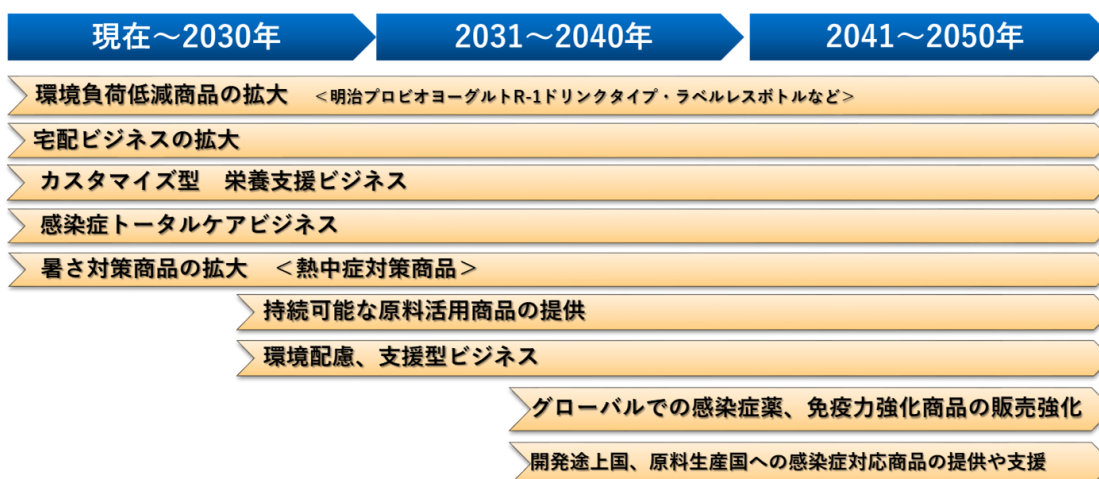 現在～2030年
2031～2040年
2041～2050年
環境負荷低減商品の拡大 ＜明治プロビオヨーグルトR-1ドリンクタイプ・ラベルレスボトルなど＞
宅配ビジネスの拡大
カスタマイズ型　栄養支援ビジネス
感染症トータルケアビジネス
暑さ対策商品の拡大　＜熱中症対策商品＞
持続可能な原料活用商品の提供
環境配慮、支援型ビジネス
グローバルでの感染症薬、免疫力強化商品の販売強化
開発途上国、原料生産国への感染症対応商品の提供や支援